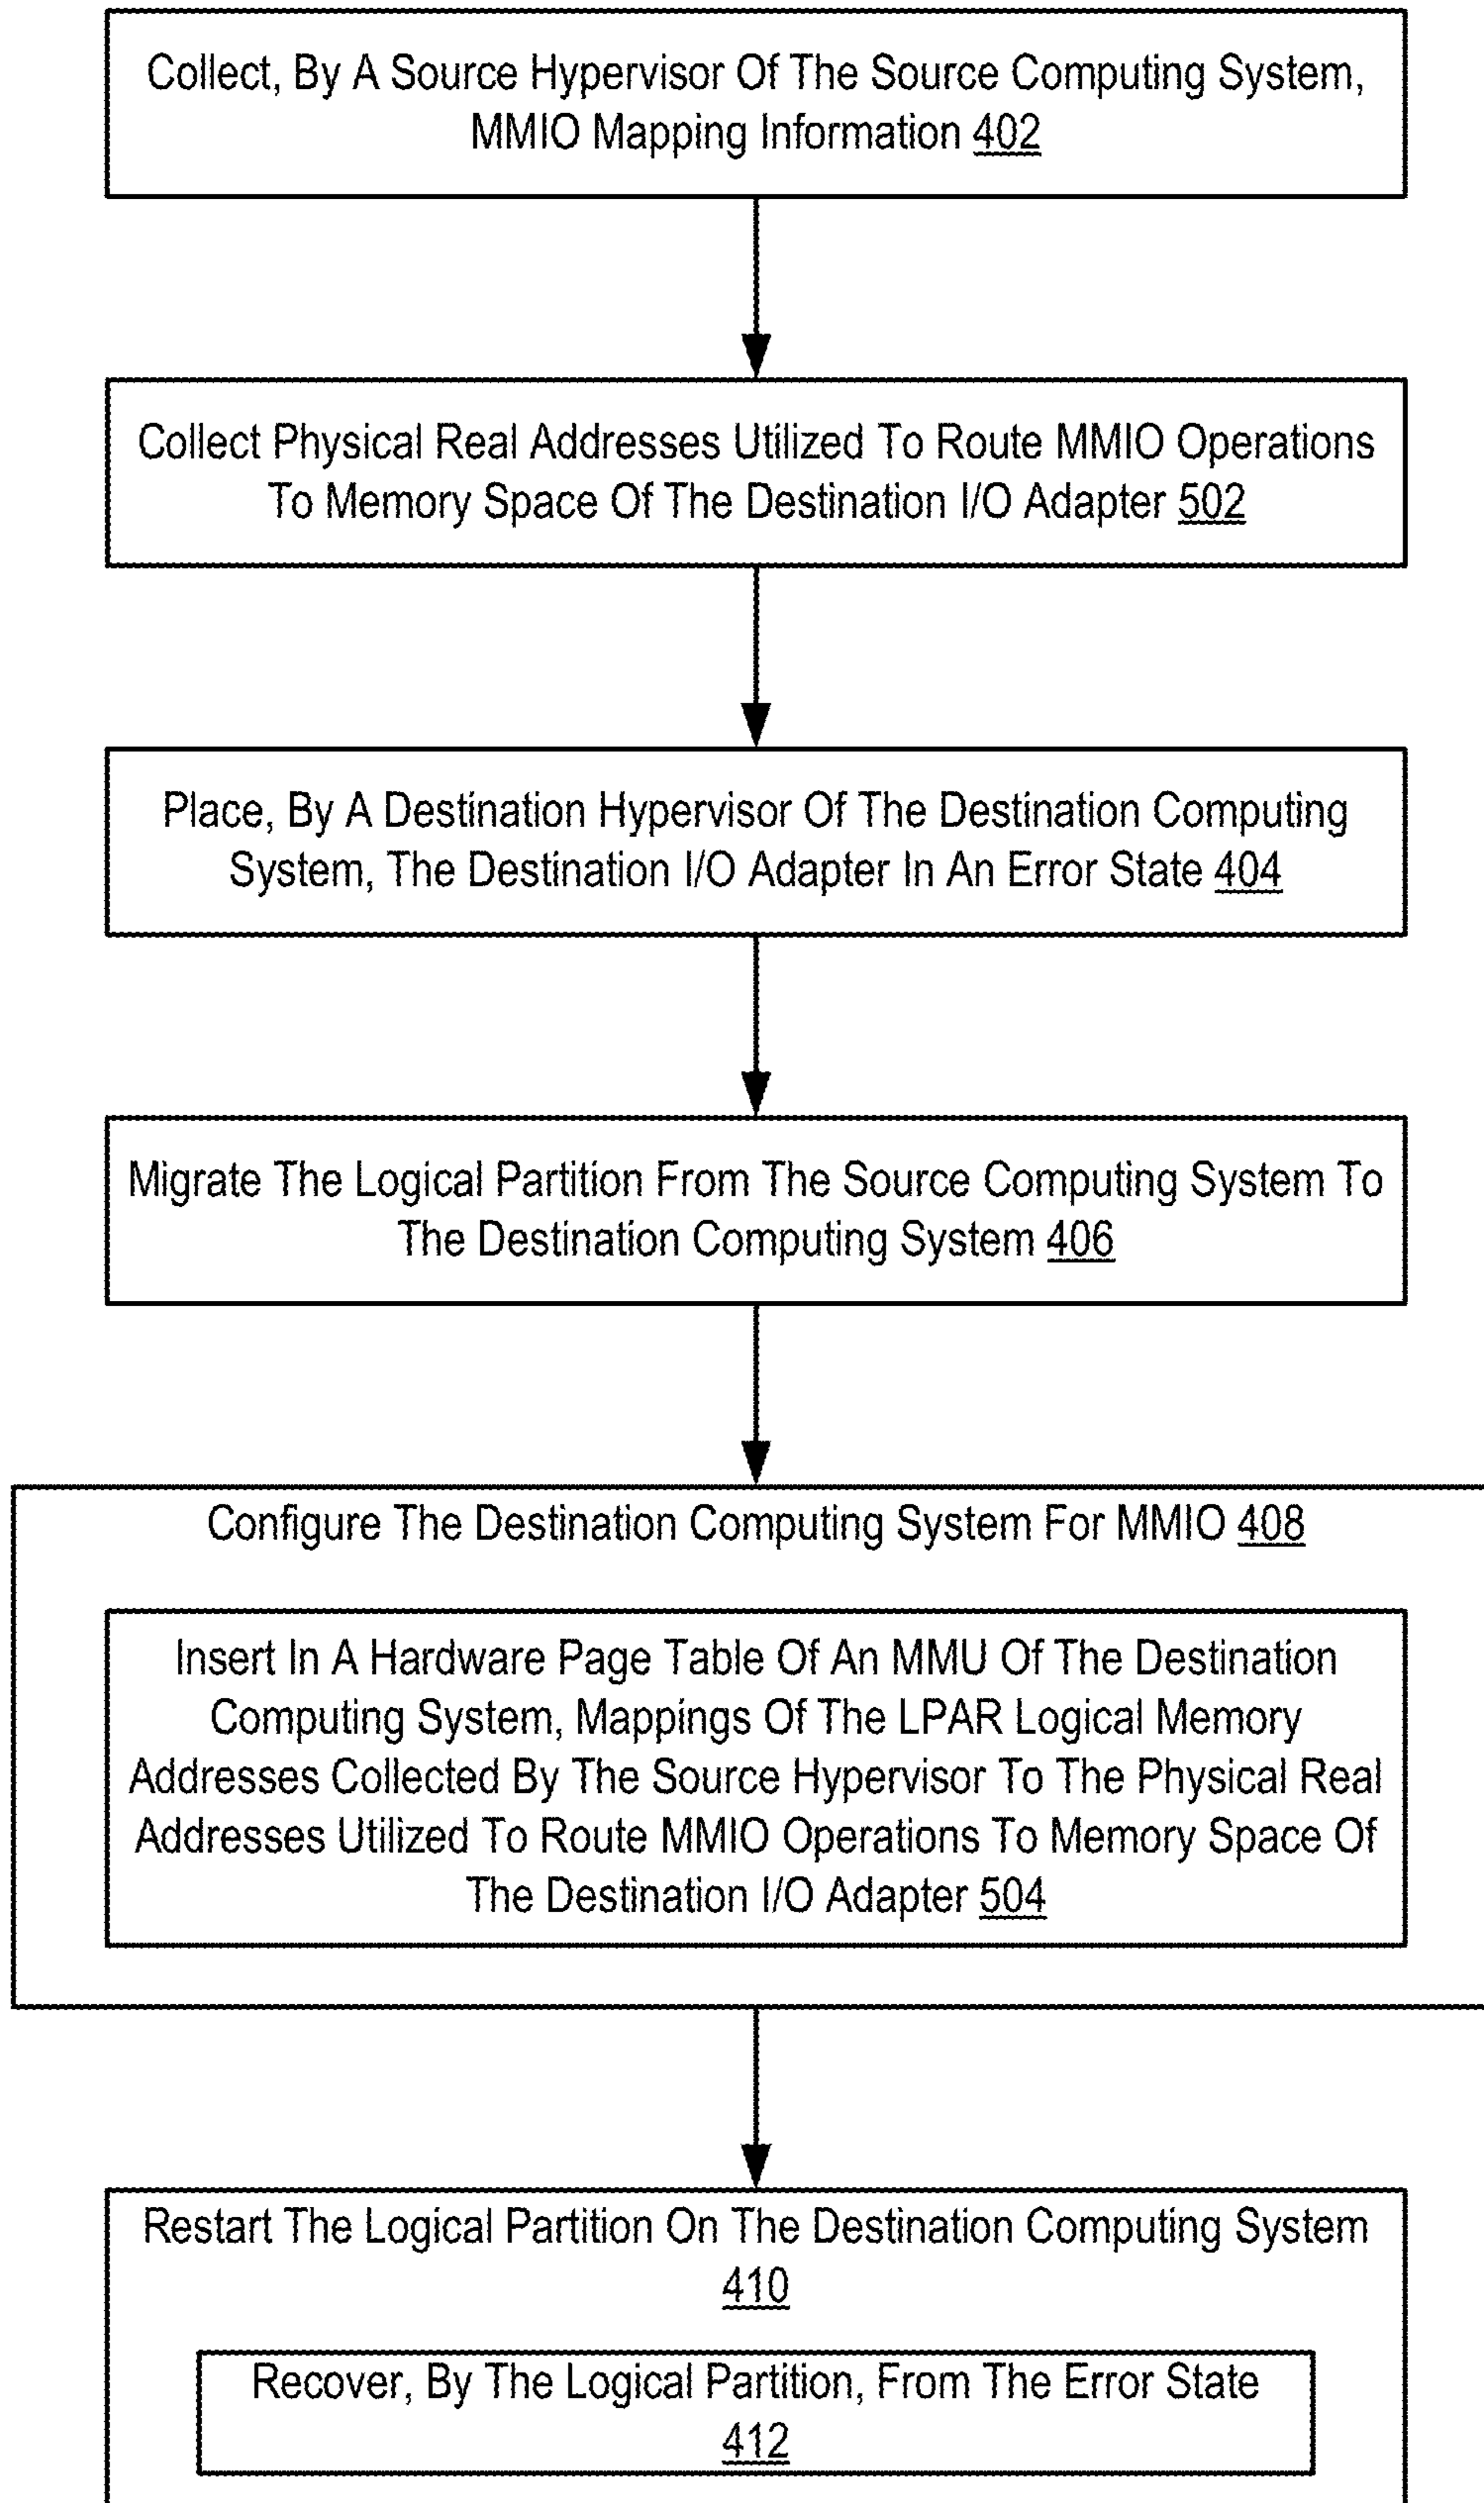 Collect, By A Source Hypervisor Of The Source Computing System,
MMIO Mapping Information 402
Collect Physical Real Addresses Utilized To Route MMIO Operations
To Memory Space Of The Destination I/O Adapter 502
Place, By A Destination Hypervisor Of The Destination Computing
System, The Destination I/O Adapter In An Error State 404
Migrate The Logical Partition From The Source Computing System To
The Destination Computing System 406
Configure The Destination Computing System For MMIO 408
Insert In A Hardware Page Table Of An MMU Of The Destination
Computing System, Mappings Of The LPAR Logical Memory
Addresses Collected By The Source Hypervisor To The Physical Real
Addresses Utilized To Route MMIO Operations To Memory Space Of
The Destination I/O Adapter 504
Restart The Logical Partition On The Destination Computing System
410
Recover, By The Logical Partition, From The Error State
412